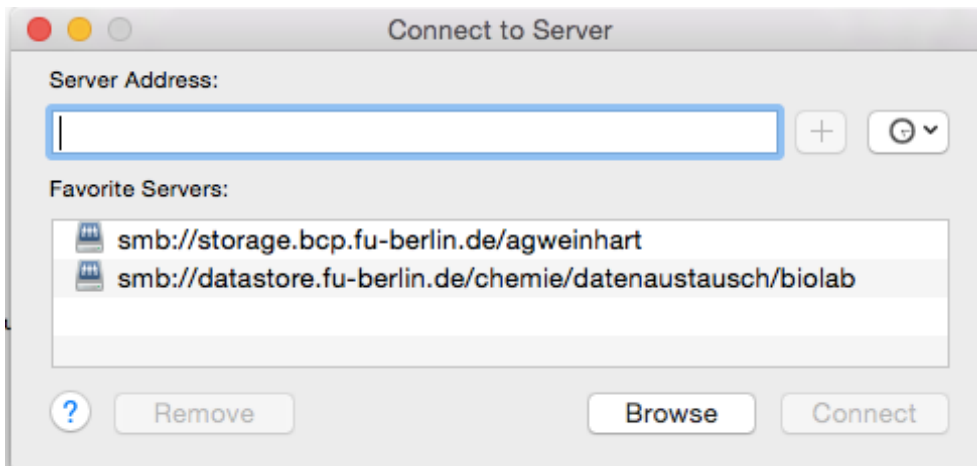 Connect to Server
Server Address:
Favorite Servers:
smb://storage.bcp.fu-berlin.de/agweinhart
smb://datastore.fu-berlin.de/chemie/datenaustausch/biolab
? Remove Browse Connect